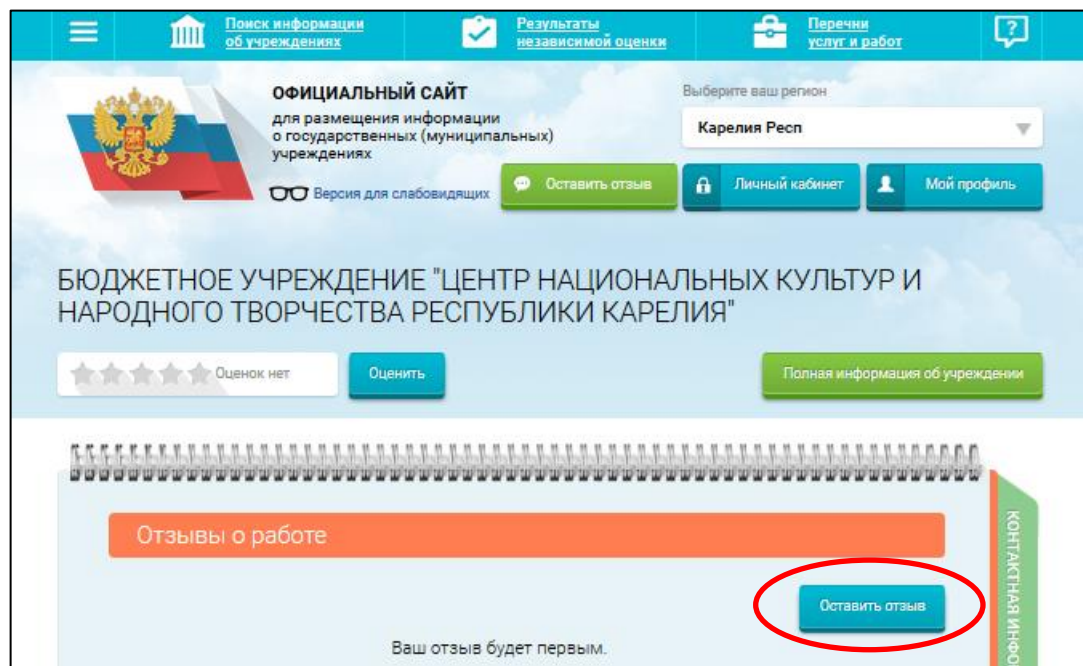 Поиск информации
об учреждениях
Результаты
независимой оценки
Перечни
услуг и работ
?
ОФИЦИАЛЬНЫЙ САЙТ
для размещения информации
о государственных (муниципальных)
учреждениях
Версия для слабовидящих
Выберите ваш регион
Карелия Респ
Оставить отзыв
Личный кабинет
Мой профиль
БЮДЖЕТНОЕ УЧРЕЖДЕНИЕ "ЦЕНТР НАЦИОНАЛЬНЫХ КУЛЬТУР И
НАРОДНОГО ТВОРЧЕСТВА РЕСПУБЛИКИ КАРЕЛИЯ"
Оценок нет
Оценить
Полная информация об учреждении
Отзывы о работе
Оставить отзыв
Ваш отзыв будет первым.
КОНТАКТНАЯ ИНФО